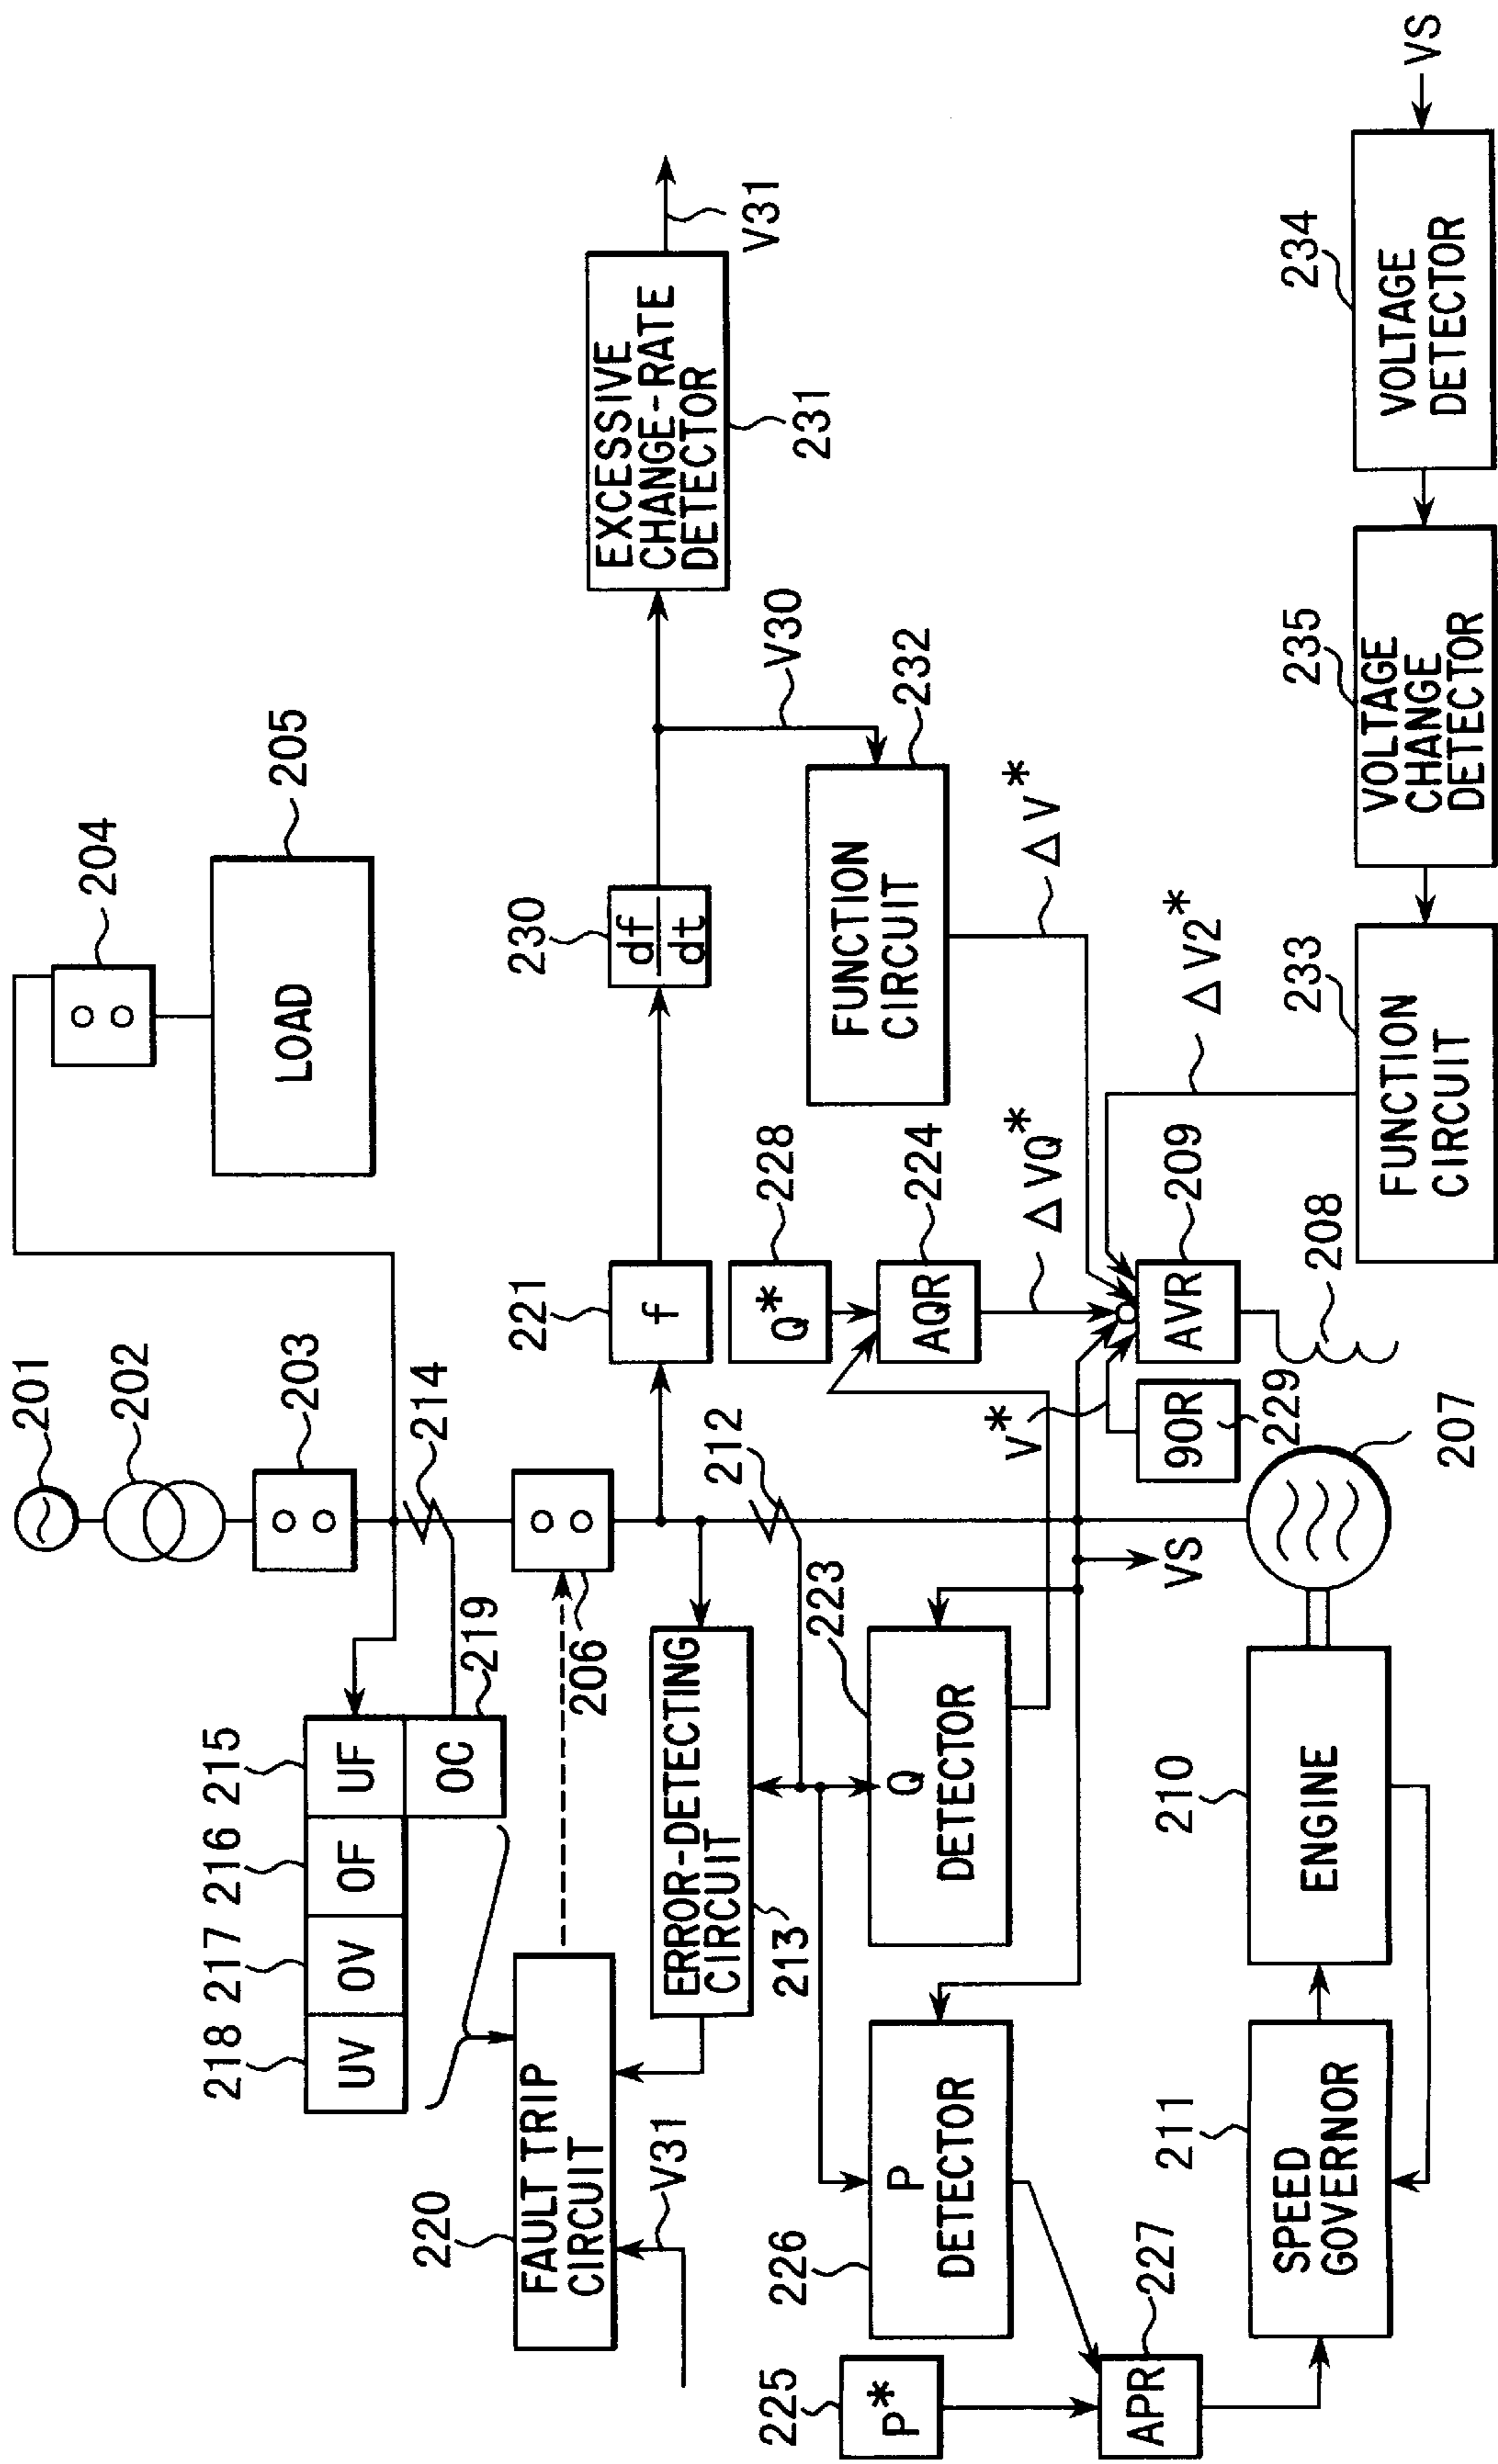 201
202
203
204
LOAD
205
214
218
217
216
215
UV
OV
OF
UF
OC
219
206
220
FAULT TRIP
CIRCUIT
V31
ERROR-DETECTING
CIRCUIT
213
212
221
f
230
df
dt
EXCESSIVE
CHANGE-RATE
DETECTOR
231
V31
V30
232
FUNCTION
CIRCUIT
ΔV*
228
Q*
224
AQR
ΔVQ*
223
Q
DETECTOR
226
P
DETECTOR
225
P*
227
APR
VS
V*
90R
229
209
AVR
208
207
210
ENGINE
211
SPEED
GOVERNOR
ΔV2*
233
FUNCTION
CIRCUIT
235
VOLTAGE
CHANGE
DETECTOR
234
VOLTAGE
DETECTOR
VS